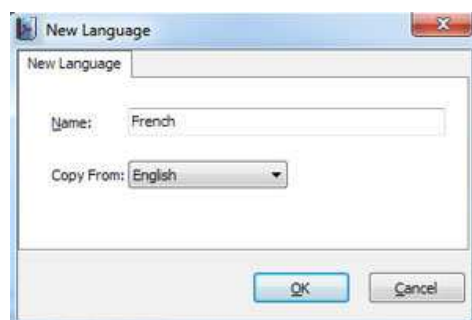 New Language
New Language
Name: French
Copy From: English
OK Cancel